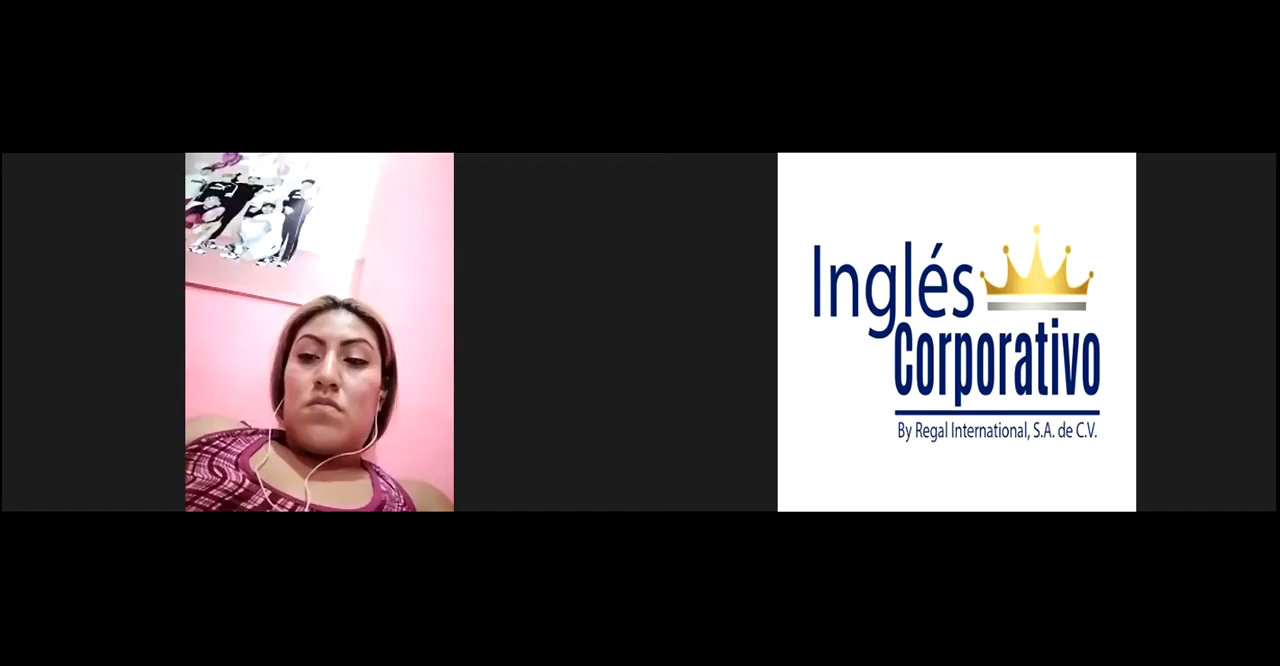 Inglés
Corporativo
By Regal International, S.A. de C.V.